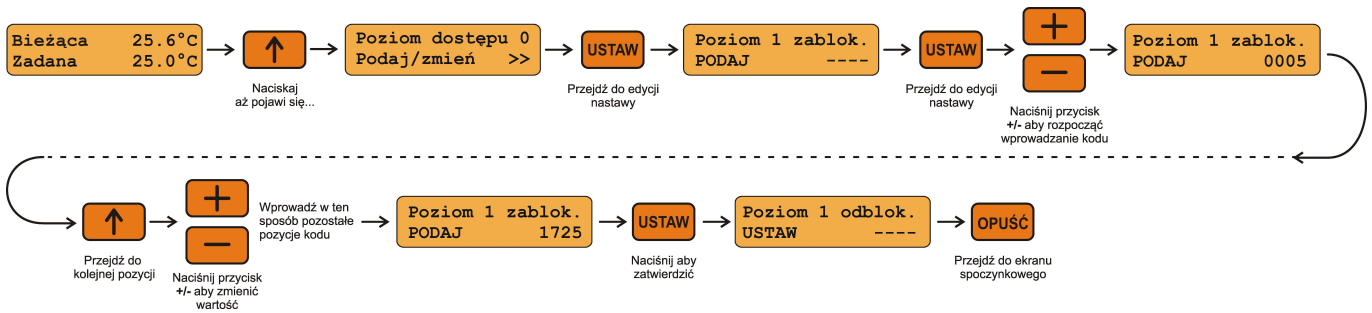 Bieżąca 25.6°C
Zadana 25.0°C
Naciskaj
aż pojawi się...
Poziom dostępu 0
Podaj/zmień >>
USTAW
Przejdź do edycji
nastawy
Poziom 1 zablok.
PODAJ ----
USTAW
Przejdź do edycji
nastawy
+
−
Naciśnij przycisk
+/- aby rozpocząć
wprowadzanie kodu
Poziom 1 zablok.
PODAJ 0005
Przejdź do
kolejnej pozycji
+
−
Naciśnij przycisk
+/- aby zmienić
wartość
Wprowadź w ten
sposób pozostałe
pozycje kodu
Poziom 1 zablok.
PODAJ 1725
USTAW
Naciśnij aby
zatwierdzić
Poziom 1 odblok.
USTAW ----
OPUŚĆ
Przejdź do ekranu
spoczynkowego